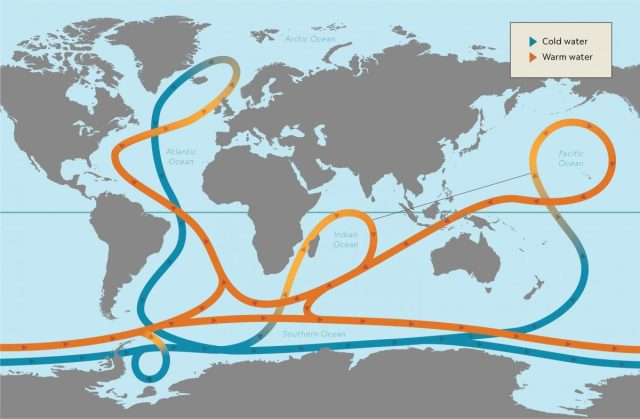 Arctic Ocean
Cold water
Warm water
Atlantic
Ocean
Pacific
Ocean
Indian
Ocean
Southern Ocean